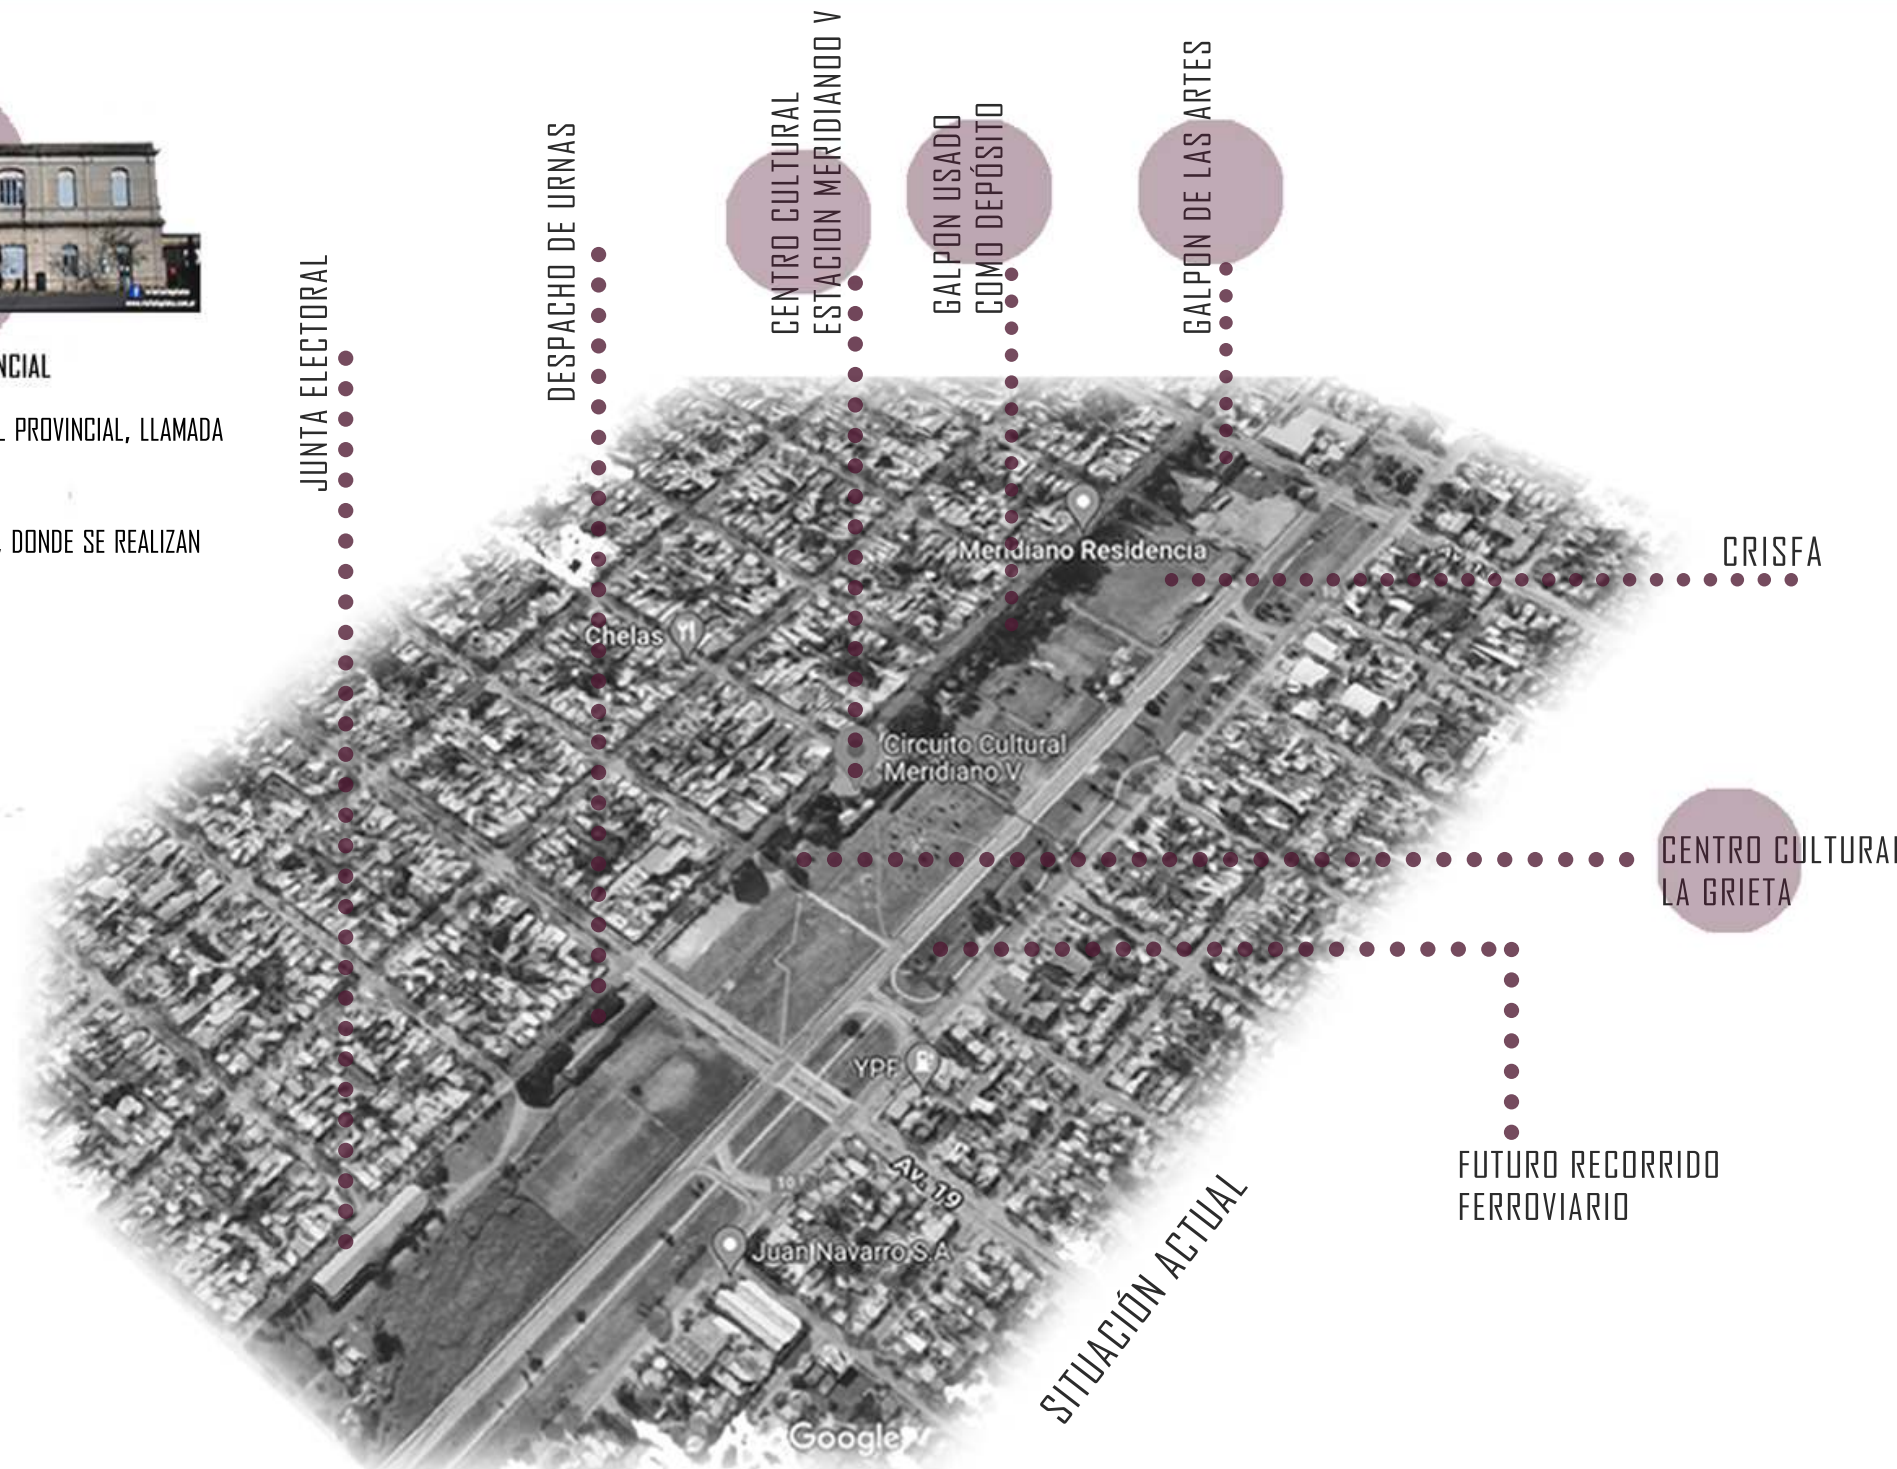 NCIAL
L PROVINCIAL, LLAMADA
. DONDE SE REALIZAN
JUNTA ELECTORAL
DESPACHO DE URNAS
CENTRO CULTURAL
ESTACION MERIDIANDO V
GALPON USADO
COMO DEPÓSITO
GALPON DE LAS ARTES
Meridiano Residencia
CRISFA
Chelas
Circuito Cultural
Meridiano V
CENTRO CULTURAL
LA GRIETA
YPF
Av. 19
10
Juan Navarro S.A
FUTURO RECORRIDO
FERROVIARIO
SITUACIÓN ACTUAL
Google